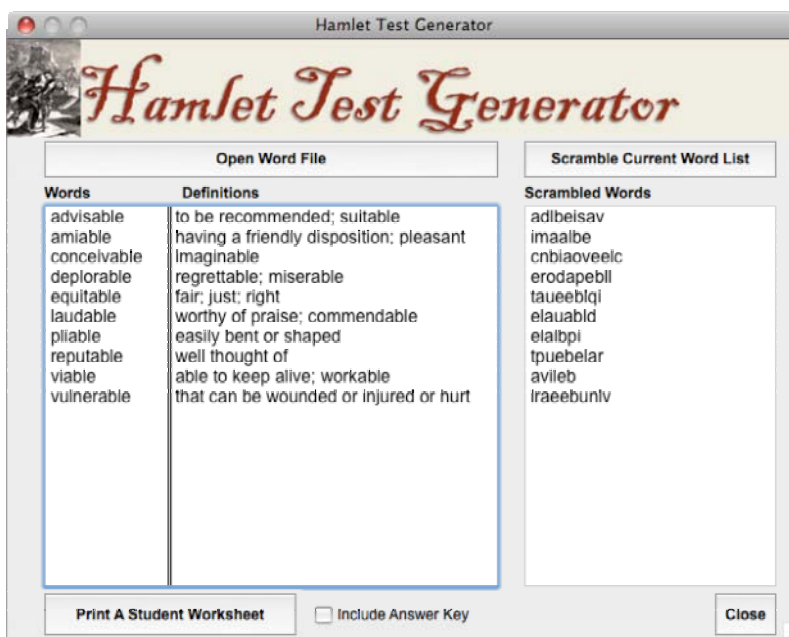 Hamlet Test Generator
Hamlet Test Generator
Open Word File
Scramble Current Word List
Words Definitions
Scrambled Words
advisable to be recommended; suitable
adlbeisav
amiable having a friendly disposition; pleasant
imaalbe
conceivable imaginable
cnbiaoveelc
deplorable regrettable; miserable
erodapebll
equitable fair; just; right
taueeblqi
laudable worthy of praise; commendable
elauabld
pliable easily bent or shaped
elalbpi
reputable well thought of
tpuebelar
viable able to keep alive; workable
avileb
vulnerable that can be wounded or injured or hurt
lraeebunlv
Print A Student Worksheet
Include Answer Key
Close